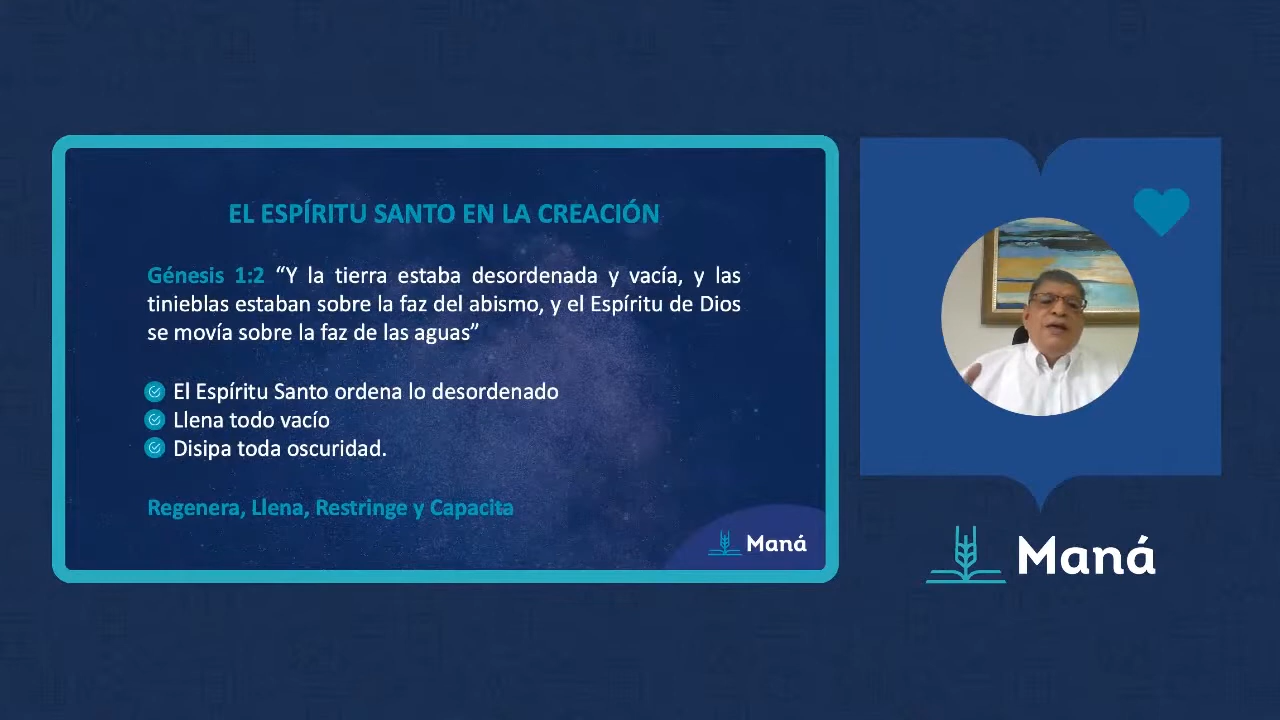 EL ESPÍRITU SANTO EN LA CREACIÓN
Génesis 1:2 “Y la tierra estaba desordenada y vacía, y las
tinieblas estaban sobre la faz del abismo, y el Espíritu de Dios
se movía sobre la faz de las aguas”
El Espíritu Santo ordena lo desordenado
Llena todo vacío
Disipa toda oscuridad.
Regenera, Llena, Restringe y Capacita
Maná
Maná